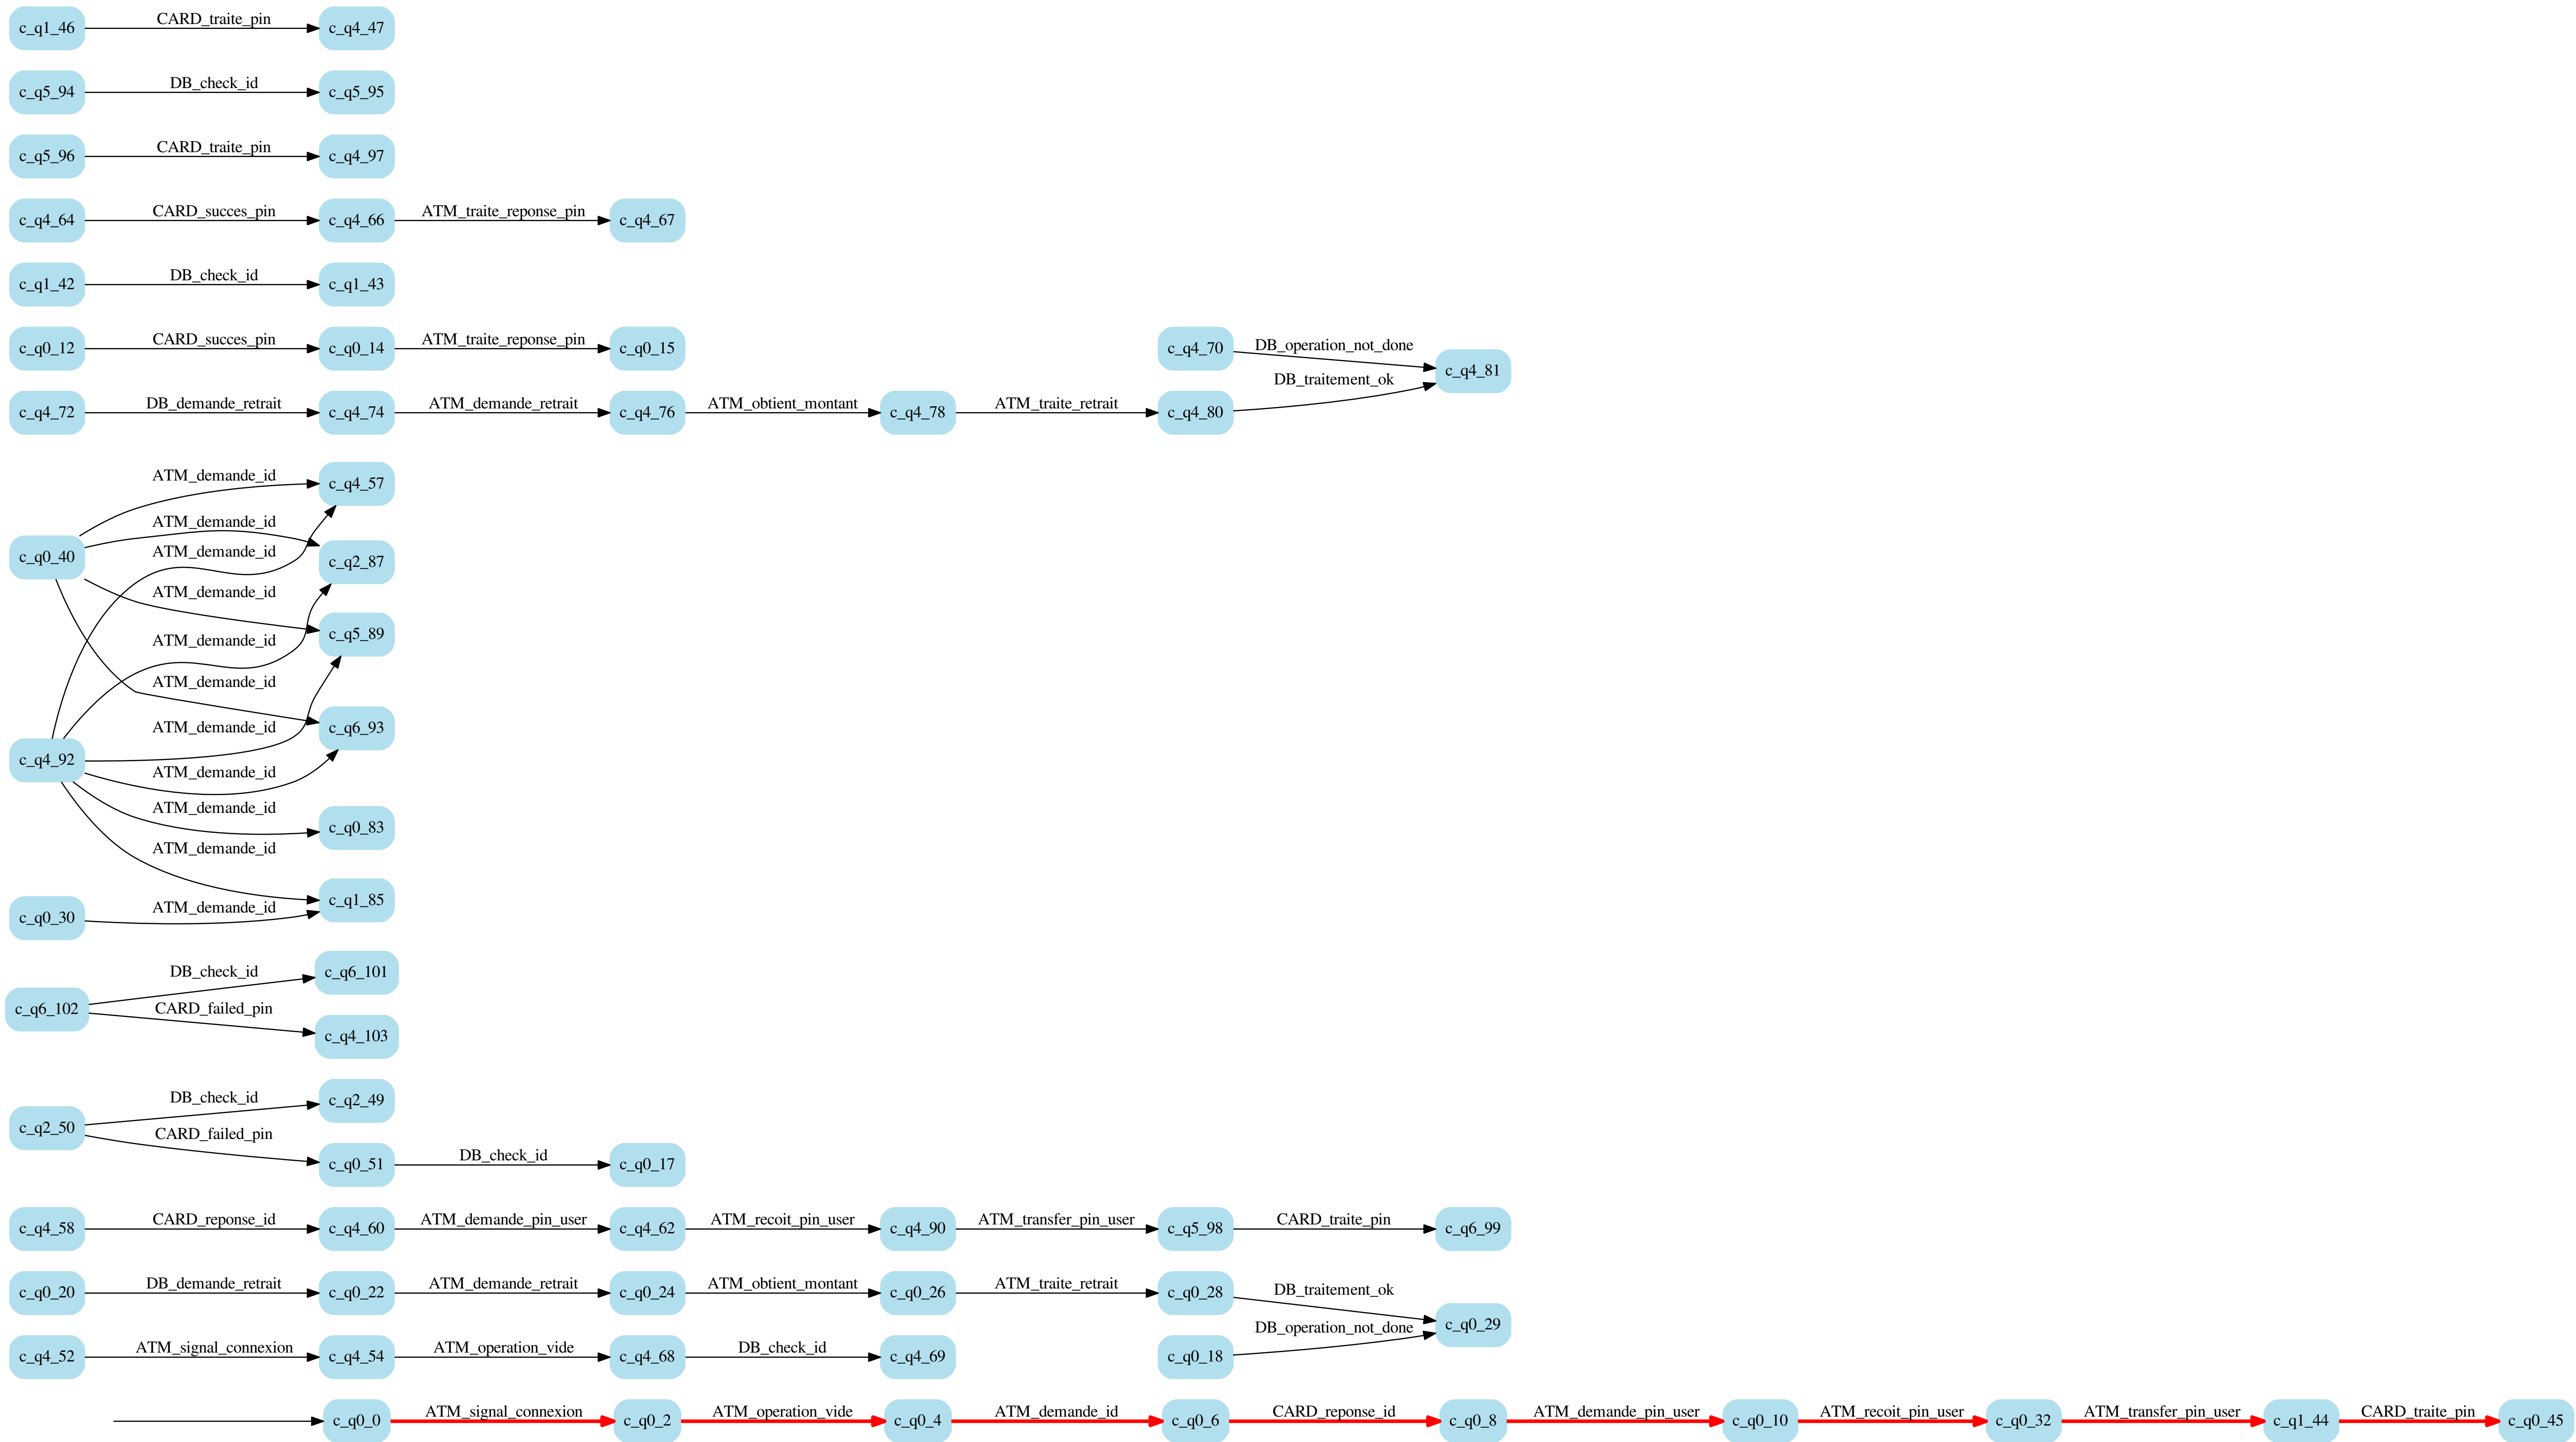 c_q1_46 CARD_traite_pin c_q4_47
c_q5_94 DB_check_id c_q5_95
c_q5_96 CARD_traite_pin c_q4_97
c_q4_64 CARD_succes_pin c_q4_66 ATM_traite_reponse_pin c_q4_67
c_q1_42 DB_check_id c_q1_43
c_q0_12 CARD_succes_pin c_q0_14 ATM_traite_reponse_pin c_q0_15
c_q4_70 DB_operation_not_done c_q4_81
DB_traitement_ok
c_q4_72 DB_demande_retrait c_q4_74 ATM_demande_retrait c_q4_76 ATM_obtient_montant c_q4_78 ATM_traite_retrait c_q4_80
ATM_demande_id c_q4_57
ATM_demande_id
c_q0_40 ATM_demande_id c_q2_87
ATM_demande_id
ATM_demande_id c_q5_89
ATM_demande_id
ATM_demande_id c_q6_93
c_q4_92 ATM_demande_id
ATM_demande_id c_q0_83
ATM_demande_id
c_q0_30 ATM_demande_id c_q1_85
DB_check_id c_q6_101
c_q6_102 CARD_failed_pin c_q4_103
DB_check_id c_q2_49
c_q2_50 CARD_failed_pin c_q0_51 DB_check_id c_q0_17
c_q4_58 CARD_reponse_id c_q4_60 ATM_demande_pin_user c_q4_62 ATM_recoit_pin_user c_q4_90 ATM_transfer_pin_user c_q5_98 CARD_traite_pin c_q6_99
c_q0_20 DB_demande_retrait c_q0_22 ATM_demande_retrait c_q0_24 ATM_obtient_montant c_q0_26 ATM_traite_retrait c_q0_28 DB_traitement_ok c_q0_29
DB_operation_not_done
c_q4_52 ATM_signal_connexion c_q4_54 ATM_operation_vide c_q4_68 DB_check_id c_q4_69 c_q0_18
c_q0_0 ATM_signal_connexion c_q0_2 ATM_operation_vide c_q0_4 ATM_demande_id c_q0_6 CARD_reponse_id c_q0_8 ATM_demande_pin_user c_q0_10 ATM_recoit_pin_user c_q0_32 ATM_transfer_pin_user c_q1_44 CARD_traite_pin c_q0_45